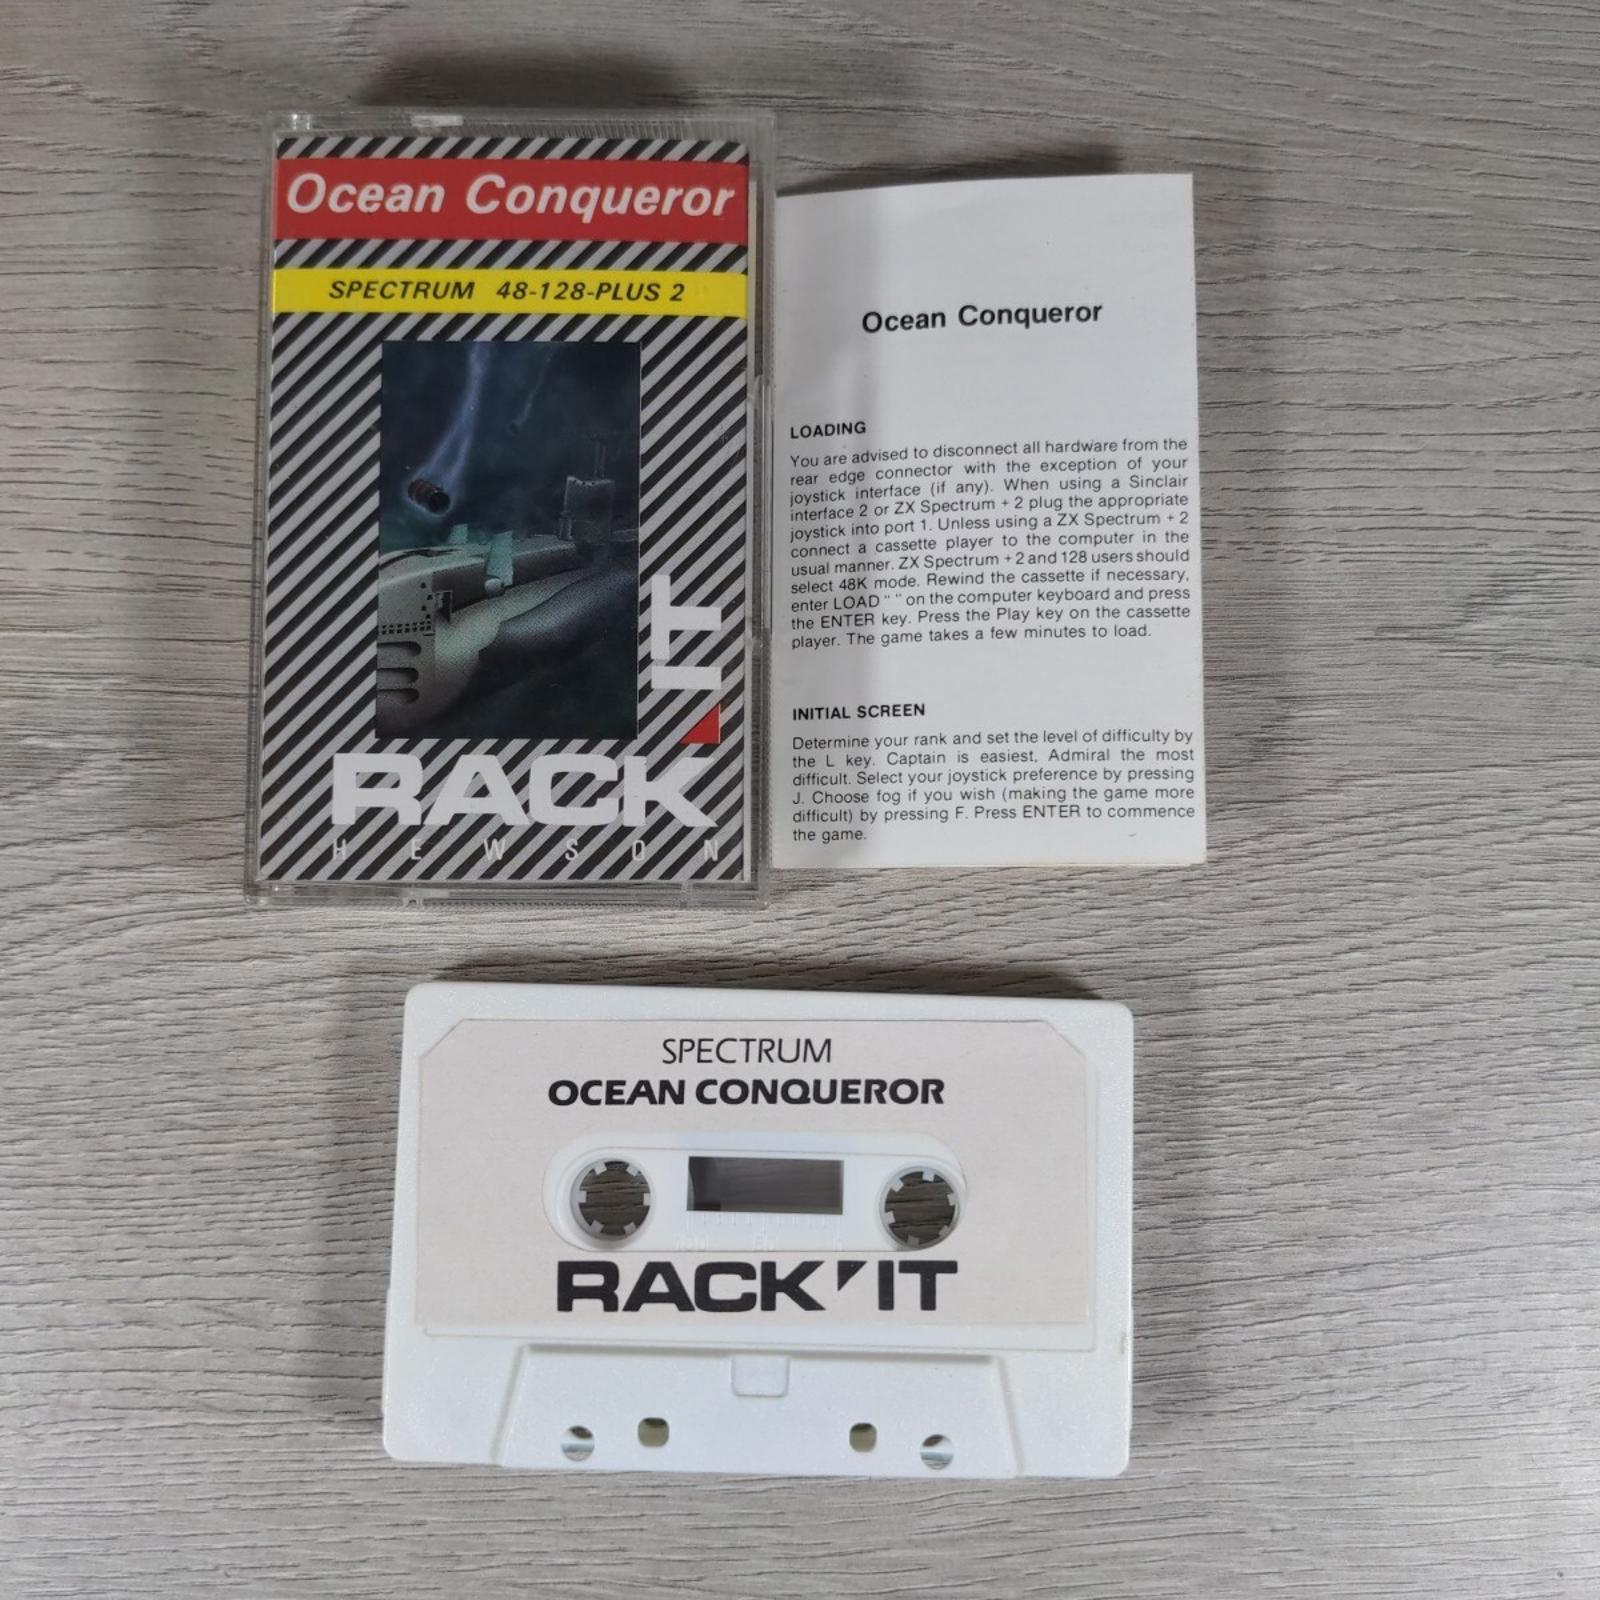 Ocean Conqueror
SPECTRUM 48-128-PLUS 2
IT
RACK
HEWSON
Ocean Conqueror
LOADING
You are advised to disconnect all hardware from the
rear edge connector with the exception of your
joystick interface (if any). When using a Sinclair
interface 2 or ZX Spectrum + 2 plug the appropriate
joystick into port 1. Unless using a ZX Spectrum + 2
connect a cassette player to the computer in the
usual manner. ZX Spectrum + 2 and 128 users should
select 48K mode. Rewind the cassette if necessary,
enter LOAD " " on the computer keyboard and press
the ENTER key. Press the Play key on the cassette
player. The game takes a few minutes to load.
INITIAL SCREEN
Determine your rank and set the level of difficulty by
the L key. Captain is easiest, Admiral the most
difficult. Select your joystick preference by pressing
J. Choose fog if you wish (making the game more
difficult) by pressing F. Press ENTER to commence
the game.
SPECTRUM
OCEAN CONQUEROR
RACK'IT